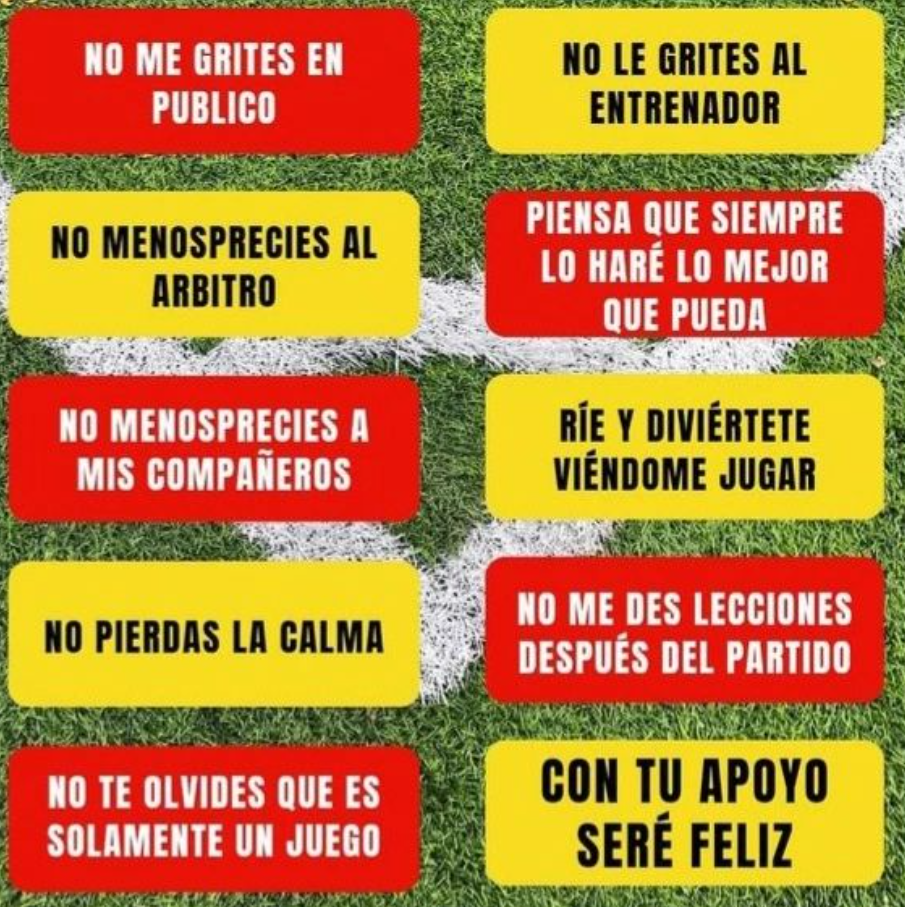 NO ME GRITES EN
PUBLICO
NO LE GRITES AL
ENTRENADOR
NO MENOSPRECIES AL
ARBITRO
PIENSA QUE SIEMPRE
LO HARÉ LO MEJOR
QUE PUEDA
NO MENOSPRECIES A
MIS COMPAÑEROS
RÍE Y DIVIÉRTETE
VIÉNDOME JUGAR
NO PIERDAS LA CALMA
NO ME DES LECCIONES
DESPUÉS DEL PARTIDO
NO TE OLVIDES QUE ES
SOLAMENTE UN JUEGO
CON TU APOYO
SERÉ FELIZ